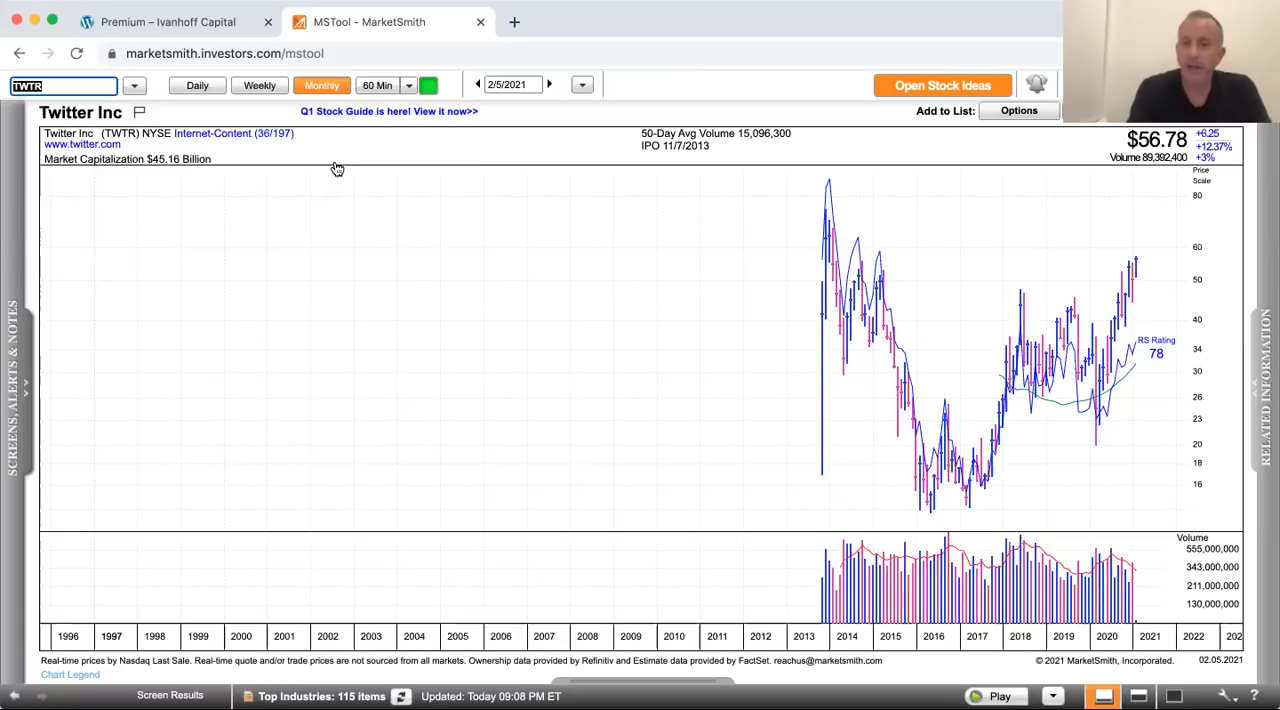 Premium – Ivanhoff Capital
MSTool - MarketSmith
marketsmith.investors.com/mstool
TWTR
Daily
Weekly
Monthly
60 Min
2/5/2021
Open Stock Ideas
Twitter Inc
Q1 Stock Guide is here! View it now>>
Add to List:
Options
Twitter Inc (TWTR) NYSE Internet-Content (36/197)
www.twitter.com
Market Capitalization $45.16 Billion
50-Day Avg Volume 15,096,300
IPO 11/7/2013
$56.78
+6.25
+12.37%
Volume 89,392,400
+3%
Price
Scale
80
60
50
40
34
30
26
23
20
18
16
RS Rating
78
SCREENS, ALERTS & NOTES
RELATED INFORMATION
Volume
555,000,000
343,000,000
211,000,000
130,000,000
1996 1997 1998 1999 2000 2001 2002 2003 2004 2005 2006 2007 2008 2009 2010 2011 2012 2013 2014 2015 2016 2017 2018 2019 2020 2021 2022 202
Real-time prices by Nasdaq Last Sale. Real-time quote and/or trade prices are not sourced from all markets. Ownership data provided by Refinitiv and Estimate data provided by FactSet. reachus@marketsmith.com
© 2021 MarketSmith, Incorporated.
02.05.2021
Chart Legend
Screen Results
Top Industries: 115 items
Updated: Today 09:08 PM ET
Play